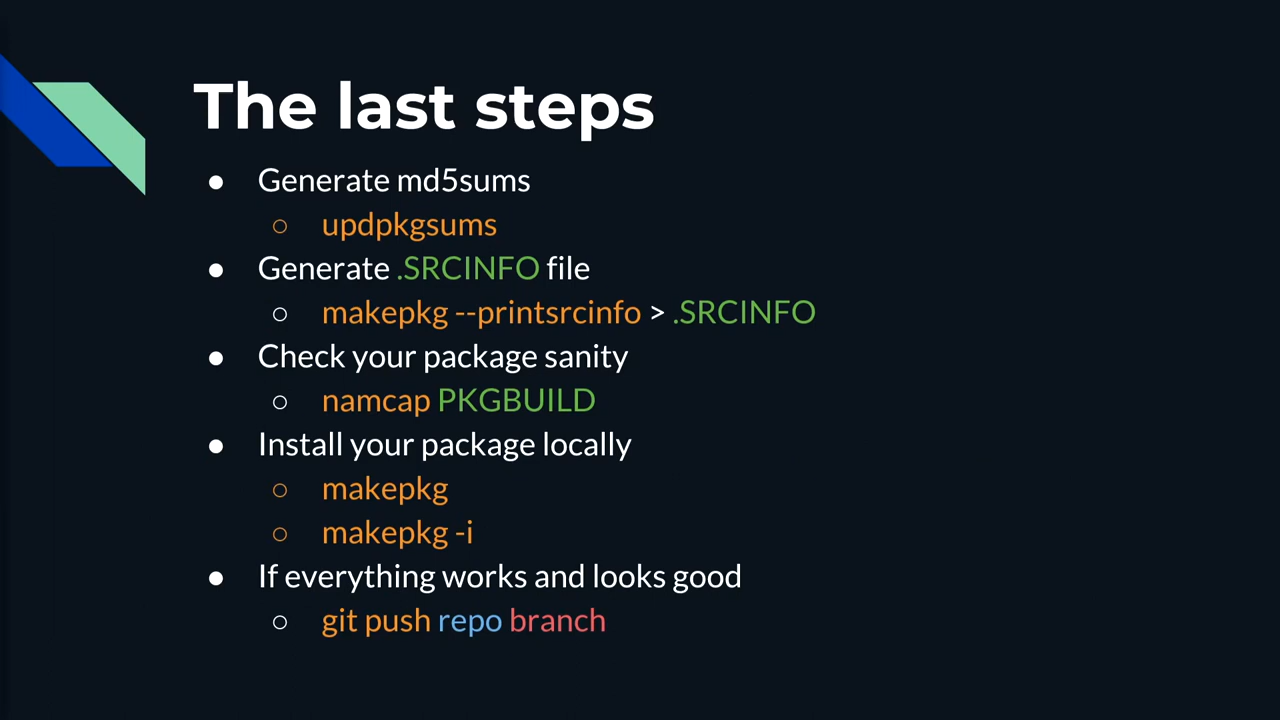 The last steps
● Generate md5sums
○ updpkgsums
● Generate .SRCINFO file
○ makepkg --printsrcinfo > .SRCINFO
● Check your package sanity
○ namcap PKGBUILD
● Install your package locally
○ makepkg
○ makepkg -i
● If everything works and looks good
○ git push repo branch